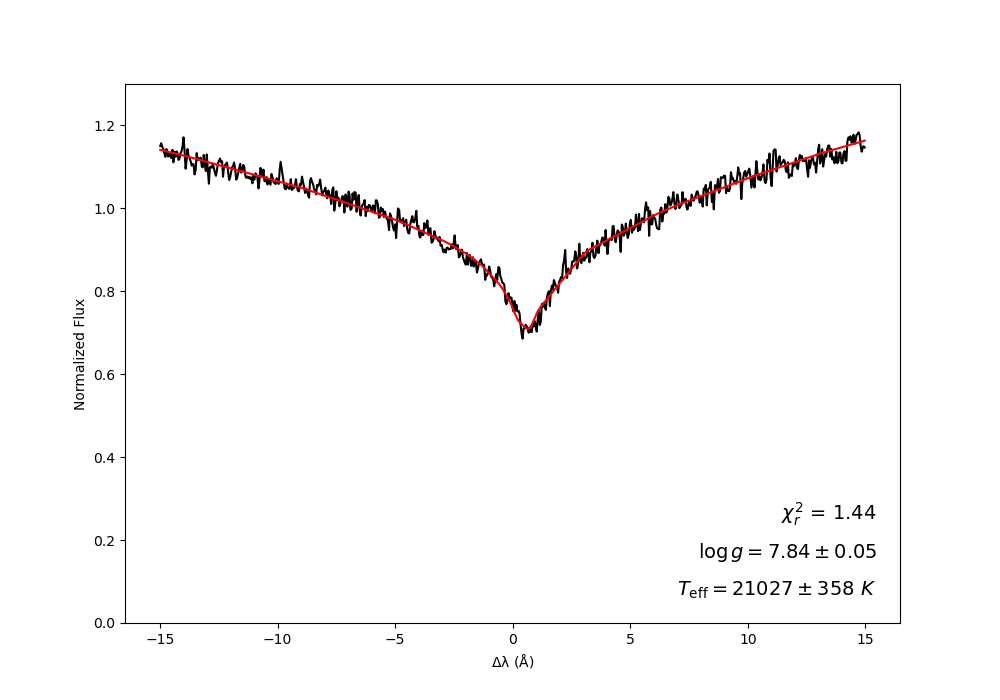 1.2
1.0
0.8
0.6
0.4
0.2
0.0
Normalized Flux
χ²ᵣ = 1.44
log g = 7.84 ± 0.05
T_eff = 21027 ± 358 K
−15 −10 −5 0 5 10 15
Δλ (Å)